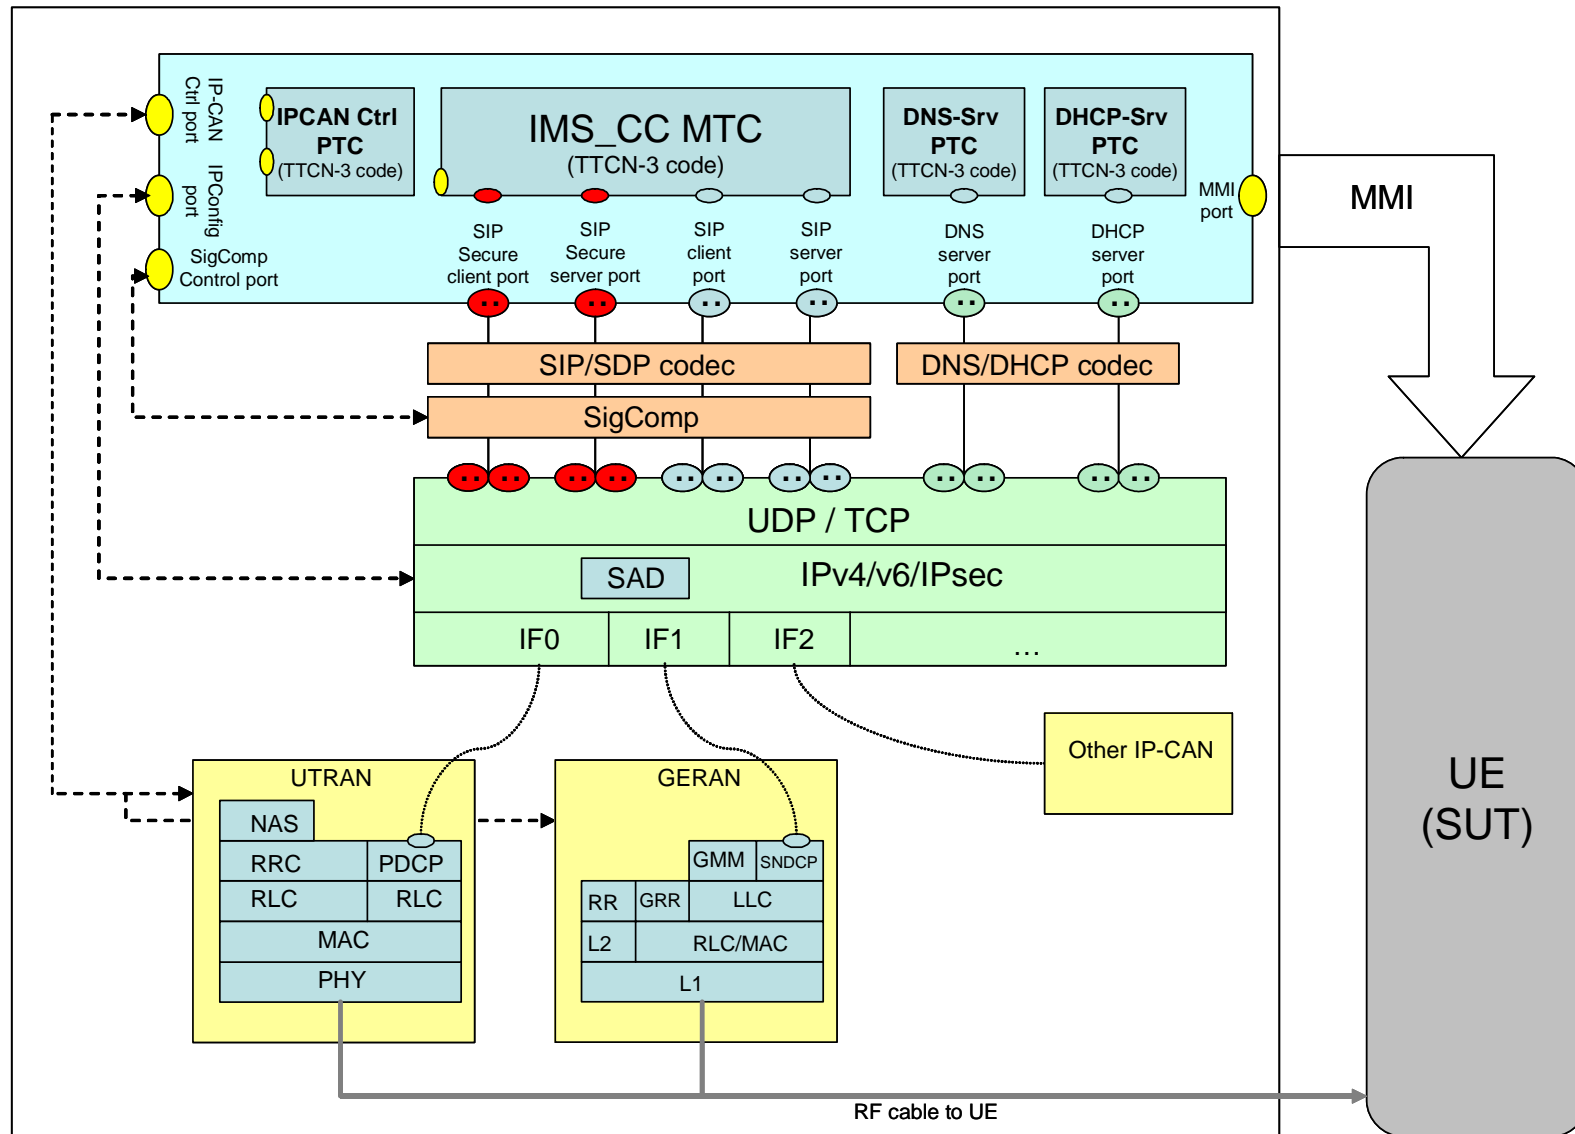 IP-CAN
Ctrl port
IPConfig
port
SigComp
Control port
IPCAN Ctrl
PTC
(TTCN-3 code)
IMS_CC MTC
(TTCN-3 code)
DNS-Srv
PTC
(TTCN-3 code)
DHCP-Srv
PTC
(TTCN-3 code)
MMI
port
SIP
Secure
client port
SIP
Secure
server port
SIP
client
port
SIP
server
port
DNS
server
port
DHCP
server
port
MMI
SIP/SDP codec
DNS/DHCP codec
SigComp
UDP / TCP
SAD
IPv4/v6/IPsec
IF0
IF1
IF2
...
Other IP-CAN
UTRAN
NAS
RRC
PDCP
RLC
RLC
MAC
PHY
GERAN
GMM
SNDCP
RR
GRR
LLC
L2
RLC/MAC
L1
UE
(SUT)
RF cable to UE